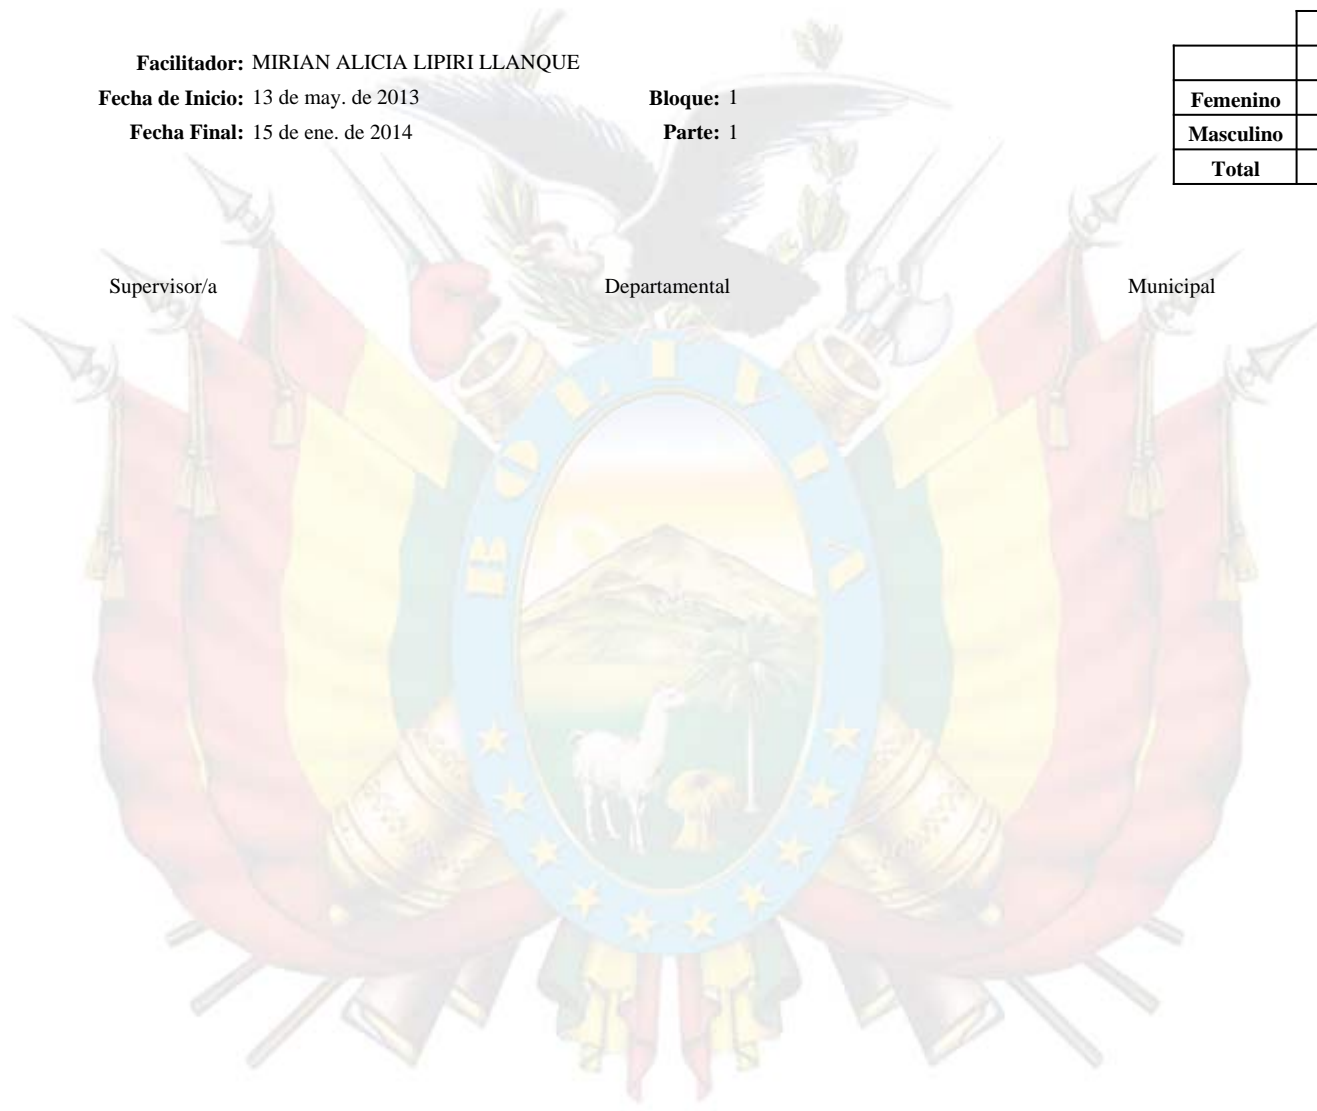 Facilitador: MIRIAN ALICIA LIPIRI LLANQUE
Fecha de Inicio: 13 de may. de 2013 Bloque: 1
Fecha Final: 15 de ene. de 2014 Parte: 1
Femenino
Masculino
Total
Supervisor/a Departamental Municipal
BOLIVIA